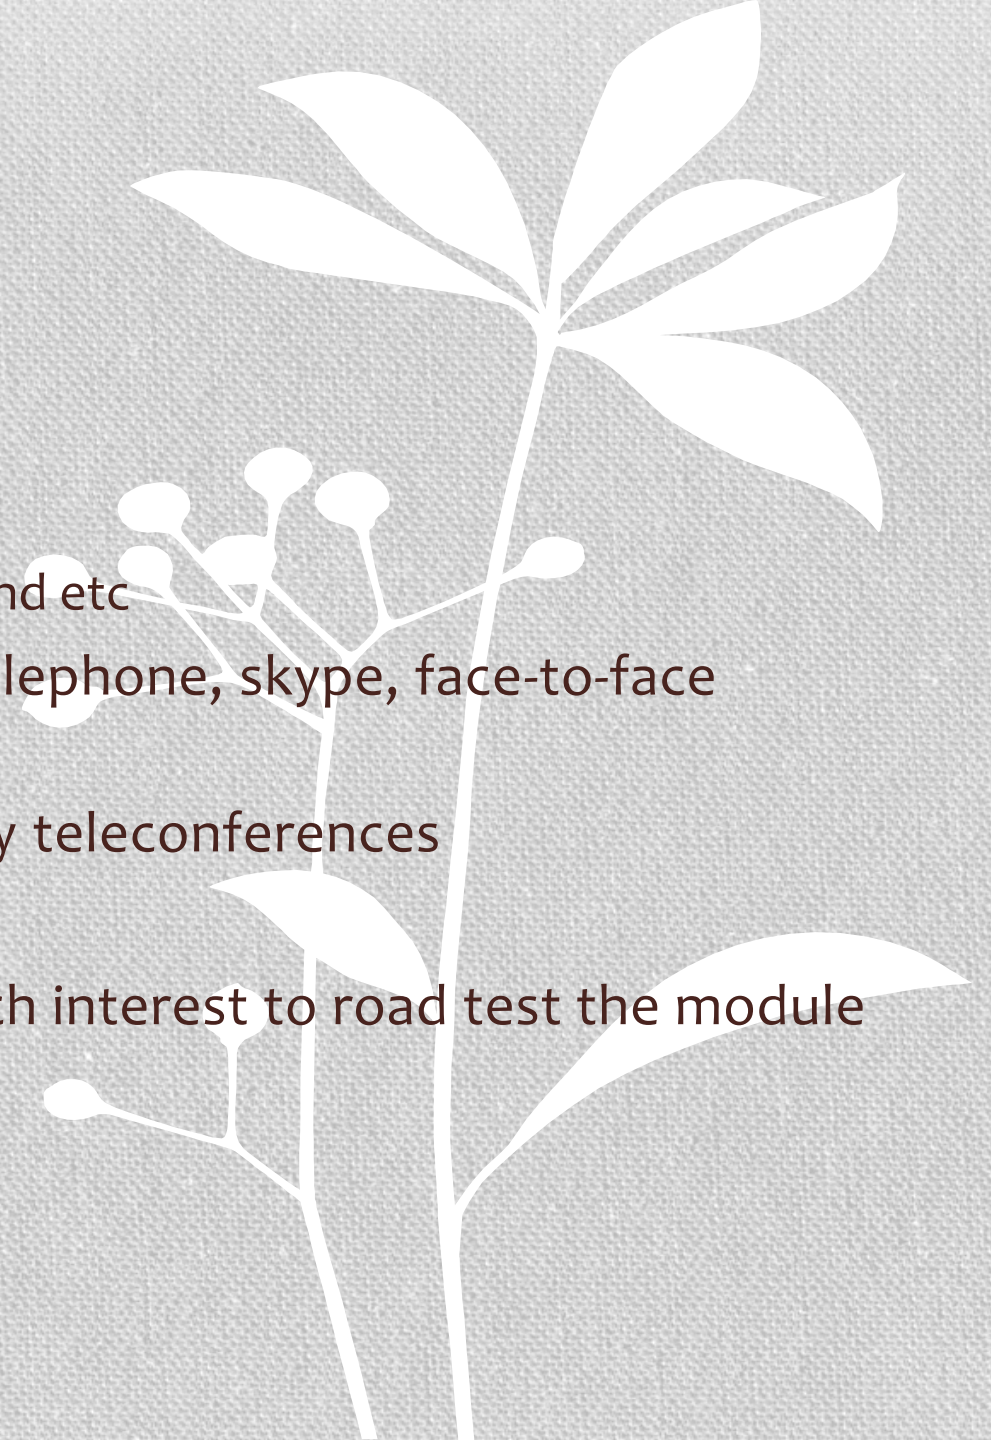 nd etc
lephone, skype, face-to-face
y teleconferences
th interest to road test the module